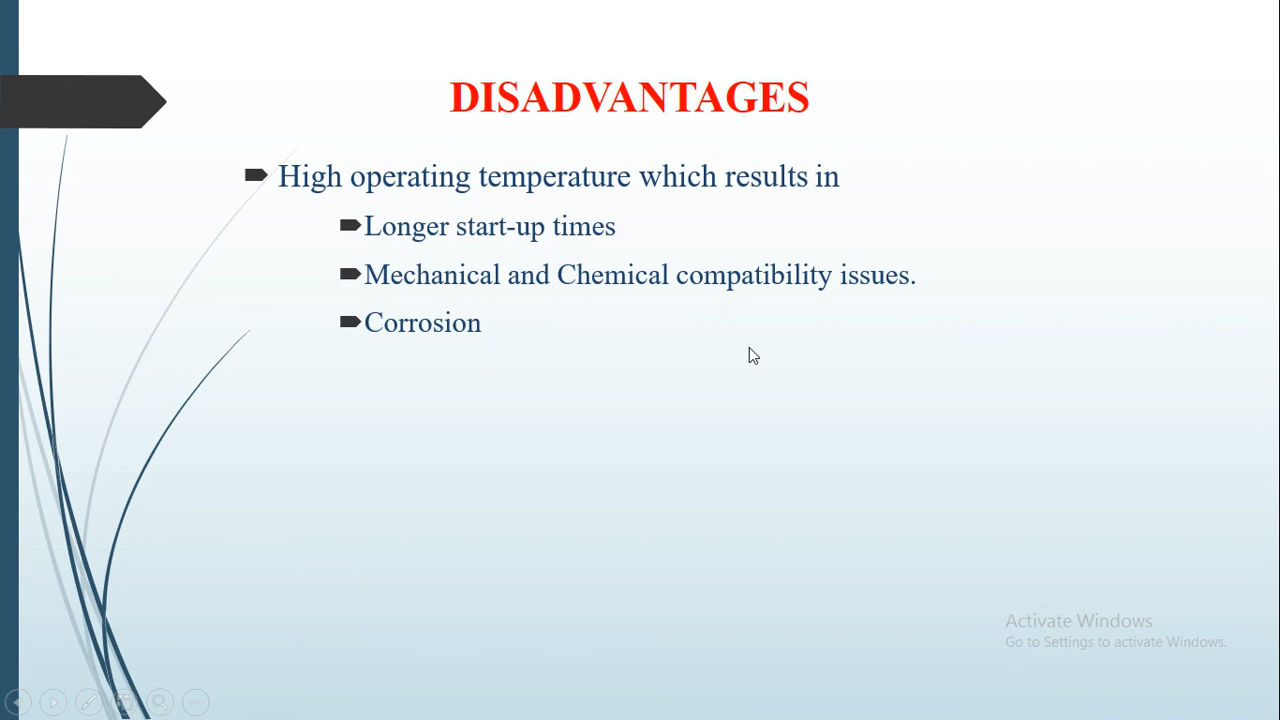 DISADVANTAGES
High operating temperature which results in
Longer start-up times
Mechanical and Chemical compatibility issues.
Corrosion
Activate Windows
Go to Settings to activate Windows.